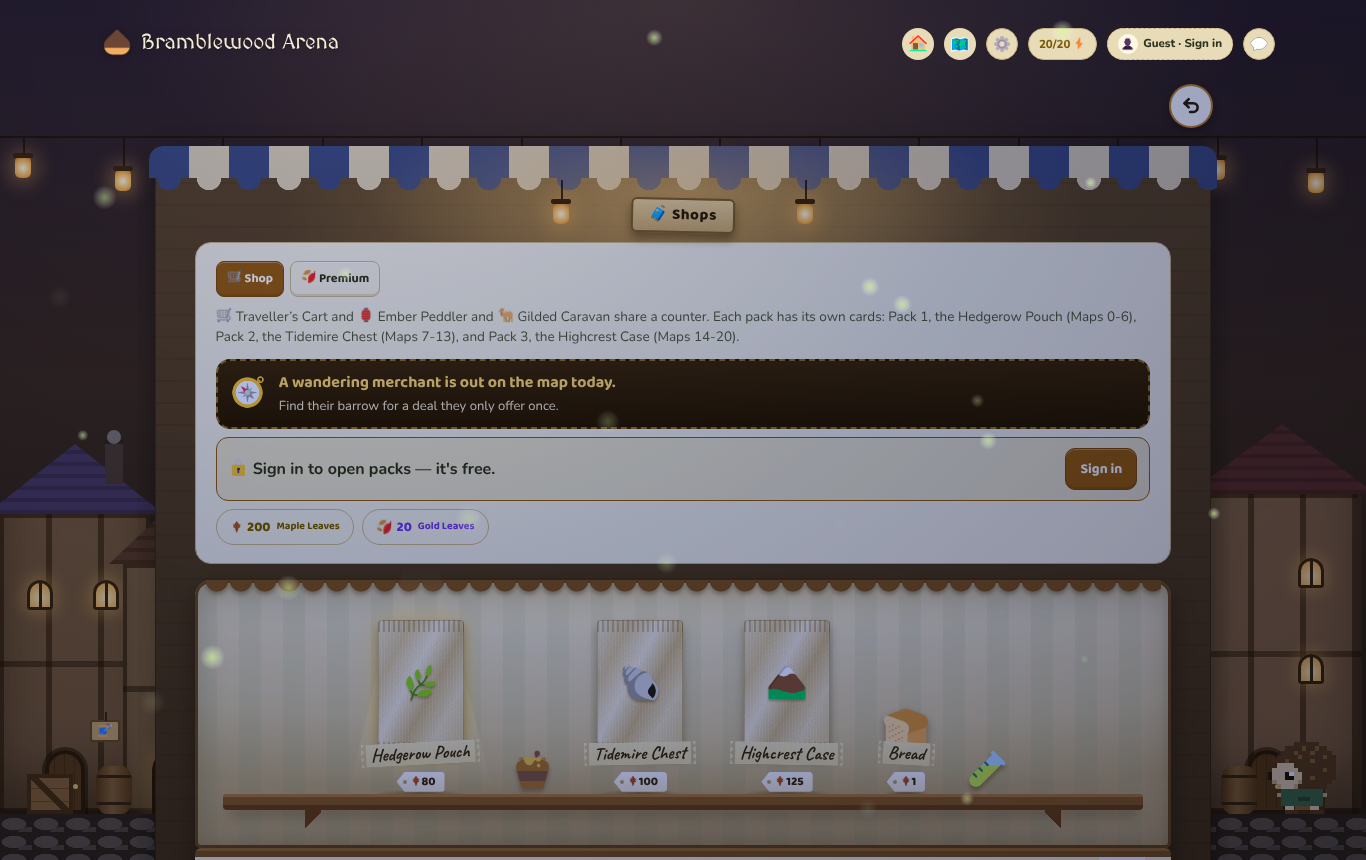 Bramblewood Arena
20/20
Guest · Sign in
Shops
Shop
Premium
Traveller's Cart and Ember Peddler and Gilded Caravan share a counter. Each pack has its own cards: Pack 1, the Hedgerow Pouch (Maps 0-6),
Pack 2, the Tidemire Chest (Maps 7-13), and Pack 3, the Highcrest Case (Maps 14-20).
A wandering merchant is out on the map today.
Find their barrow for a deal they only offer once.
Sign in to open packs — it's free.
Sign in
200 Maple Leaves
20 Gold Leaves
Hedgerow Pouch
80
Tidemire Chest
100
Highcrest Case
125
Bread
1